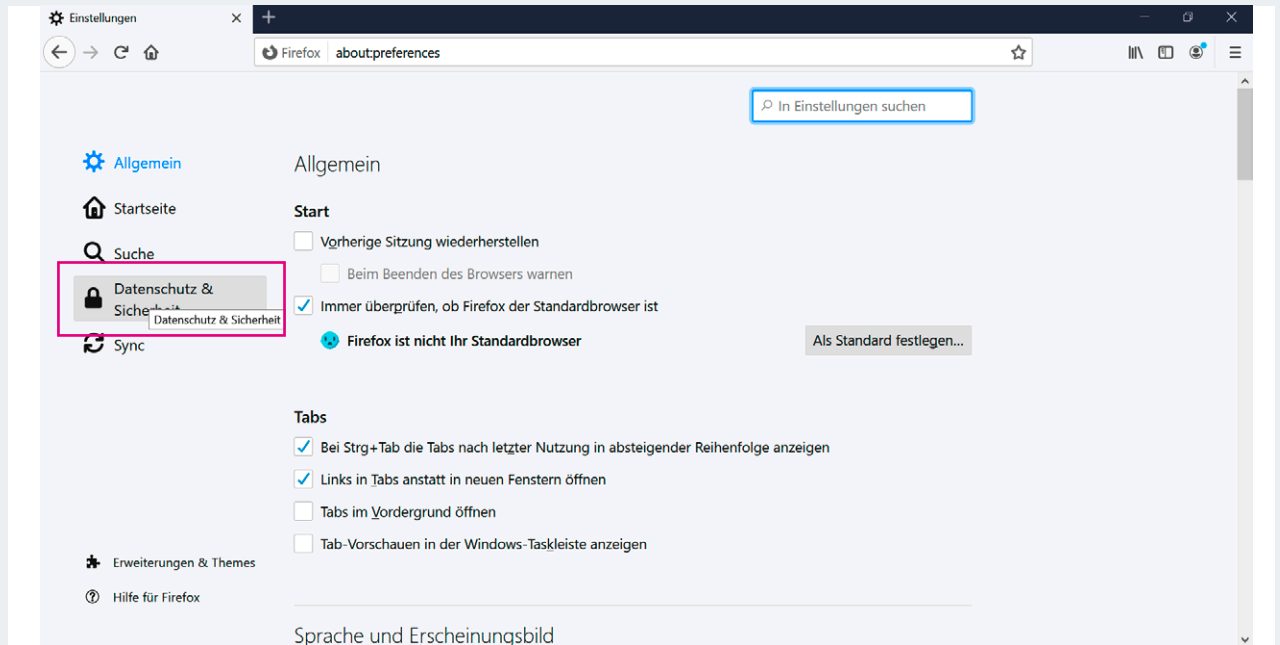 Einstellungen
Firefox about:preferences
In Einstellungen suchen
Allgemein
Startseite
Suche
Datenschutz &
Sicherheit
Datenschutz & Sicherheit
Sync
Erweiterungen & Themes
Hilfe für Firefox
Allgemein
Start
Vorherige Sitzung wiederherstellen
Beim Beenden des Browsers warnen
Immer überprüfen, ob Firefox der Standardbrowser ist
Firefox ist nicht Ihr Standardbrowser
Als Standard festlegen...
Tabs
Bei Strg+Tab die Tabs nach letzter Nutzung in absteigender Reihenfolge anzeigen
Links in Tabs anstatt in neuen Fenstern öffnen
Tabs im Vordergrund öffnen
Tab-Vorschauen in der Windows-Taskleiste anzeigen
Sprache und Erscheinungsbild